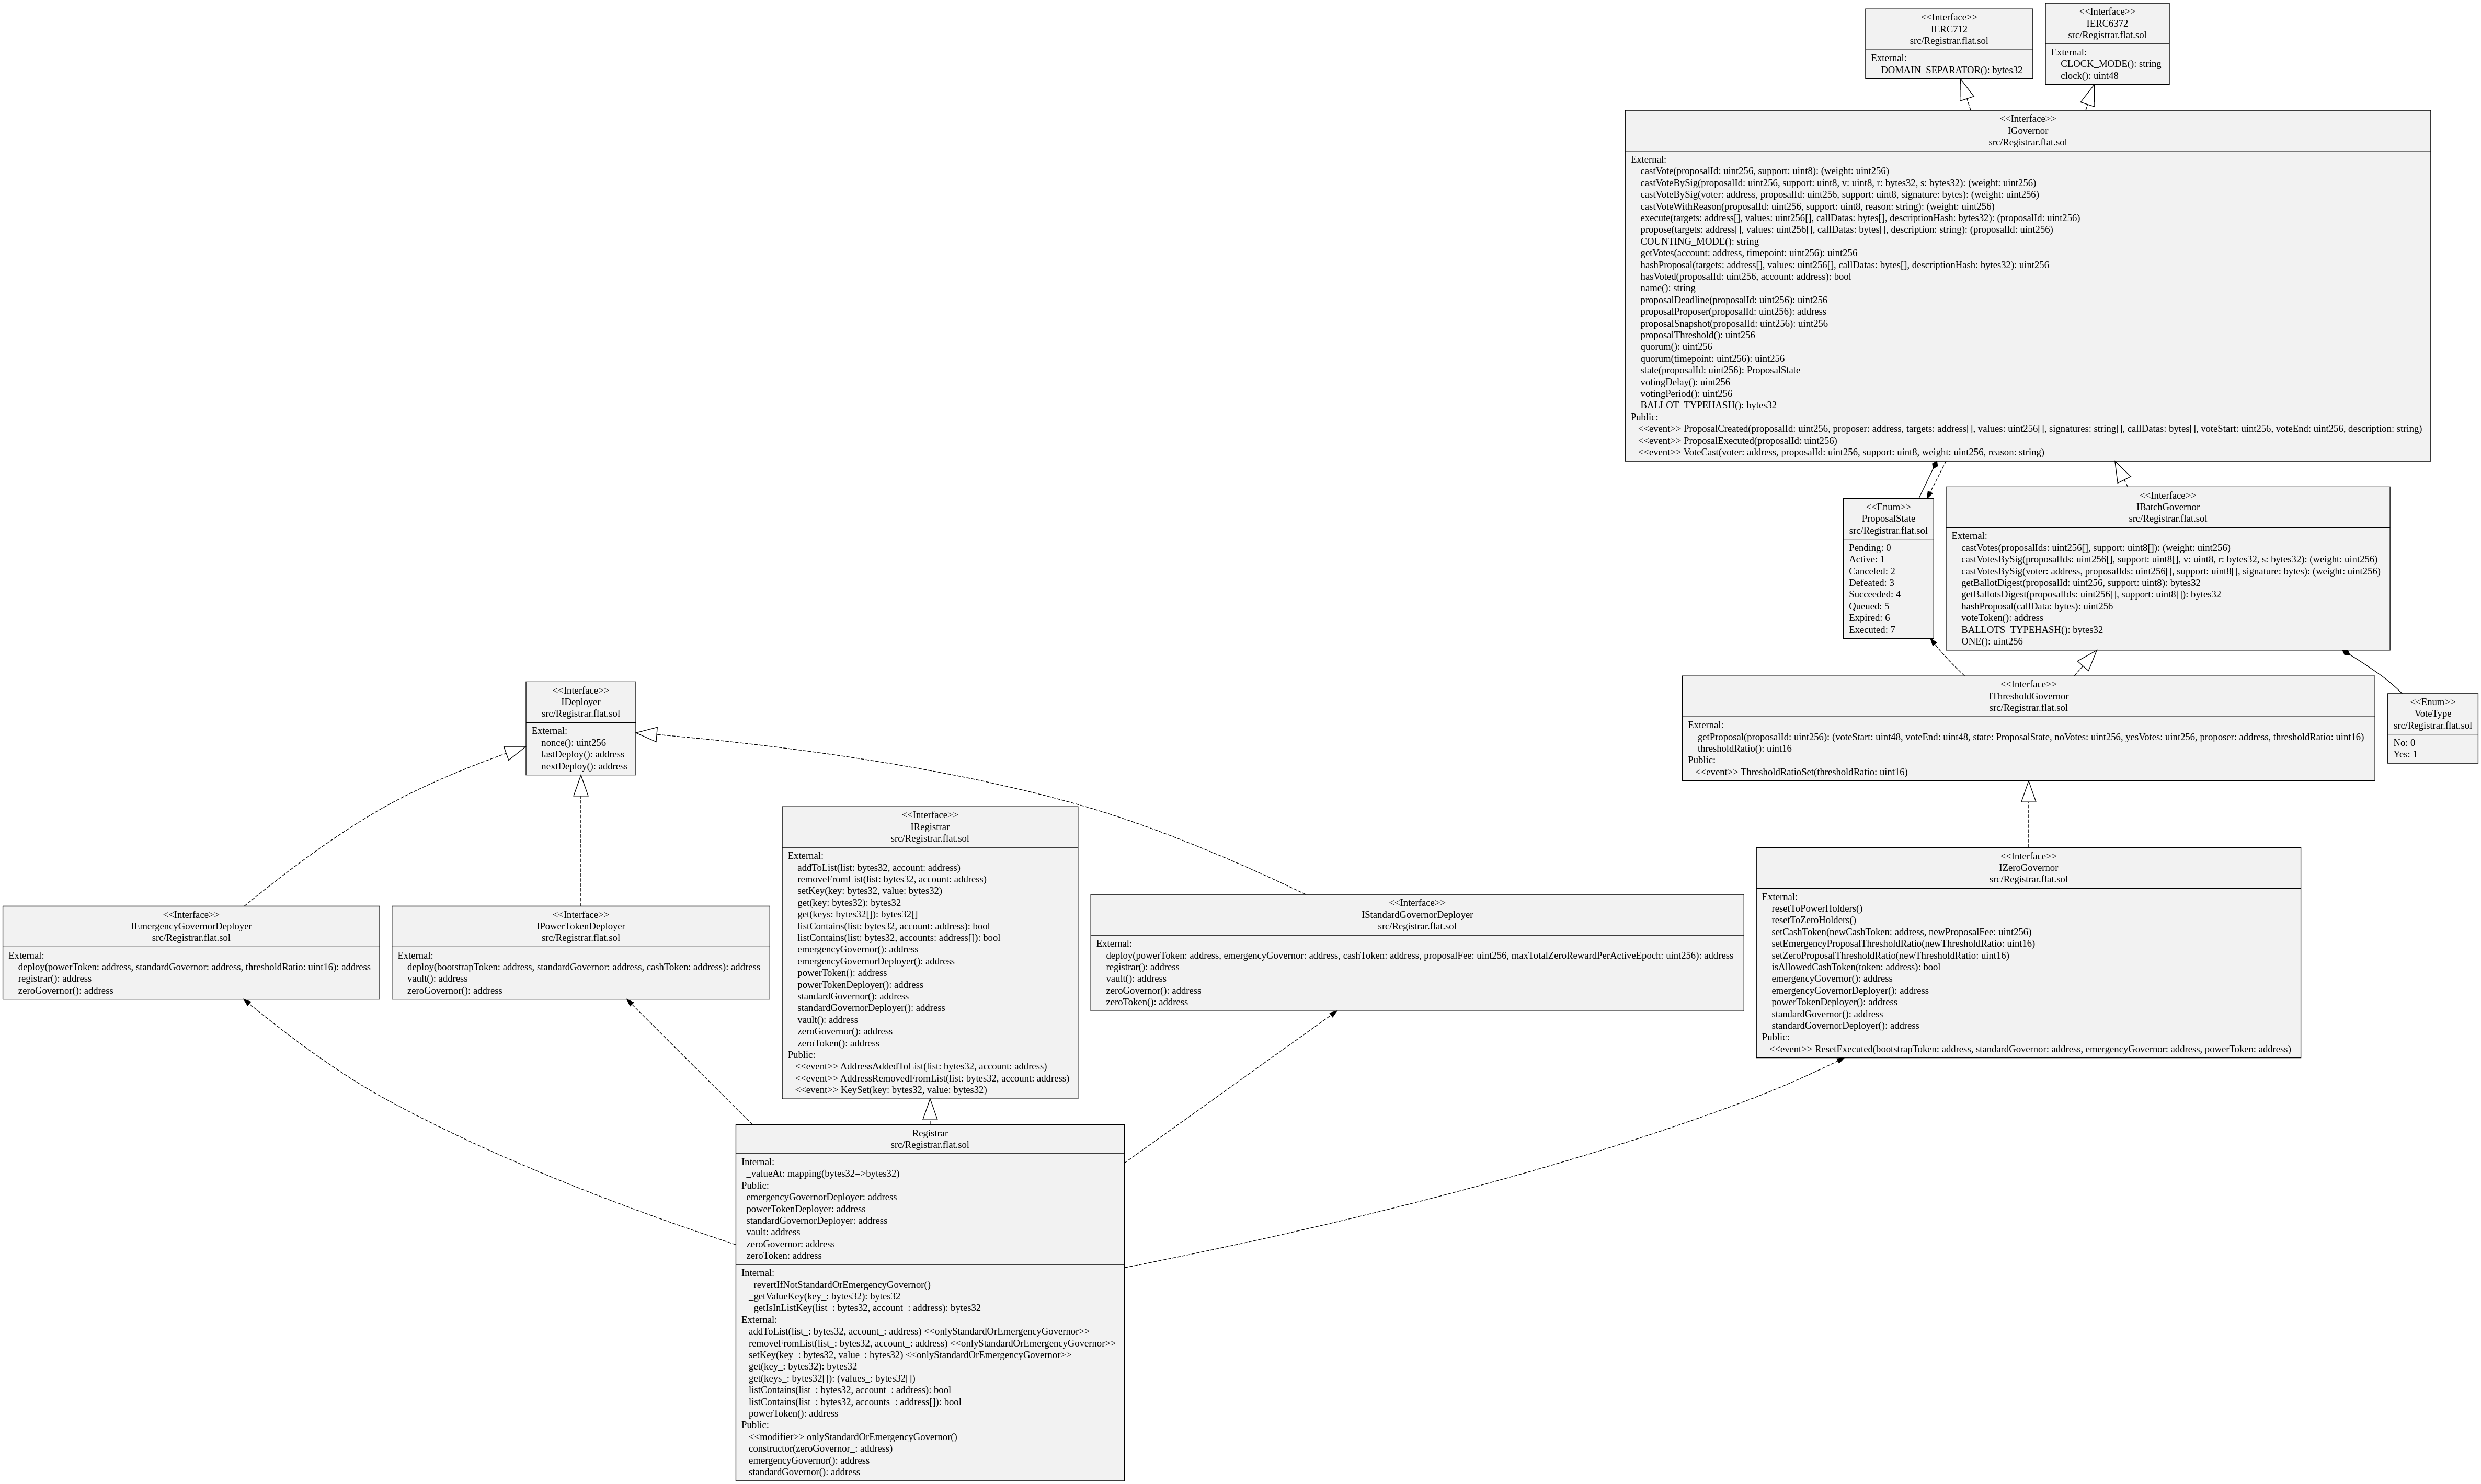 <<Interface>>
IERC712
src/Registrar.flat.sol
External:
DOMAIN_SEPARATOR(): bytes32
<<Interface>>
IERC6372
src/Registrar.flat.sol
External:
CLOCK_MODE(): string
clock(): uint48
<<Interface>>
IGovernor
src/Registrar.flat.sol
External:
castVote(proposalId: uint256, support: uint8): (weight: uint256)
castVoteBySig(proposalId: uint256, support: uint8, v: uint8, r: bytes32, s: bytes32): (weight: uint256)
castVoteBySig(voter: address, proposalId: uint256, support: uint8, signature: bytes): (weight: uint256)
castVoteWithReason(proposalId: uint256, support: uint8, reason: string): (weight: uint256)
execute(targets: address[], values: uint256[], callDatas: bytes[], descriptionHash: bytes32): (proposalId: uint256)
propose(targets: address[], values: uint256[], callDatas: bytes[], description: string): (proposalId: uint256)
COUNTING_MODE(): string
getVotes(account: address, timepoint: uint256): uint256
hashProposal(targets: address[], values: uint256[], callDatas: bytes[], descriptionHash: bytes32): uint256
hasVoted(proposalId: uint256, account: address): bool
name(): string
proposalDeadline(proposalId: uint256): uint256
proposalProposer(proposalId: uint256): address
proposalSnapshot(proposalId: uint256): uint256
proposalThreshold(): uint256
quorum(): uint256
quorum(timepoint: uint256): uint256
state(proposalId: uint256): ProposalState
votingDelay(): uint256
votingPeriod(): uint256
BALLOT_TYPEHASH(): bytes32
Public:
<<event>> ProposalCreated(proposalId: uint256, proposer: address, targets: address[], values: uint256[], signatures: string[], callDatas: bytes[], voteStart: uint256, voteEnd: uint256, description: string)
<<event>> ProposalExecuted(proposalId: uint256)
<<event>> VoteCast(voter: address, proposalId: uint256, support: uint8, weight: uint256, reason: string)
<<Enum>>
ProposalState
src/Registrar.flat.sol
Pending: 0
Active: 1
Canceled: 2
Defeated: 3
Succeeded: 4
Queued: 5
Expired: 6
Executed: 7
<<Interface>>
IBatchGovernor
src/Registrar.flat.sol
External:
castVotes(proposalIds: uint256[], support: uint8[]): (weight: uint256)
castVotesBySig(proposalIds: uint256[], support: uint8[], v: uint8, r: bytes32, s: bytes32): (weight: uint256)
castVotesBySig(voter: address, proposalIds: uint256[], support: uint8[], signature: bytes): (weight: uint256)
getBallotDigest(proposalId: uint256, support: uint8): bytes32
getBallotsDigest(proposalIds: uint256[], support: uint8[]): bytes32
hashProposal(callData: bytes): uint256
voteToken(): address
BALLOTS_TYPEHASH(): bytes32
ONE(): uint256
<<Interface>>
IThresholdGovernor
src/Registrar.flat.sol
External:
getProposal(proposalId: uint256): (voteStart: uint48, voteEnd: uint48, state: ProposalState, noVotes: uint256, yesVotes: uint256, proposer: address, thresholdRatio: uint16)
thresholdRatio(): uint16
Public:
<<event>> ThresholdRatioSet(thresholdRatio: uint16)
<<Enum>>
VoteType
src/Registrar.flat.sol
No: 0
Yes: 1
<<Interface>>
IDeployer
src/Registrar.flat.sol
External:
nonce(): uint256
lastDeploy(): address
nextDeploy(): address
<<Interface>>
IRegistrar
src/Registrar.flat.sol
External:
addToList(list: bytes32, account: address)
removeFromList(list: bytes32, account: address)
setKey(key: bytes32, value: bytes32)
get(key: bytes32): bytes32
get(keys: bytes32[]): bytes32[]
listContains(list: bytes32, account: address): bool
listContains(list: bytes32, accounts: address[]): bool
emergencyGovernor(): address
emergencyGovernorDeployer(): address
powerToken(): address
powerTokenDeployer(): address
standardGovernor(): address
standardGovernorDeployer(): address
vault(): address
zeroGovernor(): address
zeroToken(): address
Public:
<<event>> AddressAddedToList(list: bytes32, account: address)
<<event>> AddressRemovedFromList(list: bytes32, account: address)
<<event>> KeySet(key: bytes32, value: bytes32)
<<Interface>>
IEmergencyGovernorDeployer
src/Registrar.flat.sol
External:
deploy(powerToken: address, standardGovernor: address, thresholdRatio: uint16): address
registrar(): address
zeroGovernor(): address
<<Interface>>
IPowerTokenDeployer
src/Registrar.flat.sol
External:
deploy(bootstrapToken: address, standardGovernor: address, cashToken: address): address
vault(): address
zeroGovernor(): address
<<Interface>>
IStandardGovernorDeployer
src/Registrar.flat.sol
External:
deploy(powerToken: address, emergencyGovernor: address, cashToken: address, proposalFee: uint256, maxTotalZeroRewardPerActiveEpoch: uint256): address
registrar(): address
vault(): address
zeroGovernor(): address
zeroToken(): address
<<Interface>>
IZeroGovernor
src/Registrar.flat.sol
External:
resetToPowerHolders()
resetToZeroHolders()
setCashToken(newCashToken: address, newProposalFee: uint256)
setEmergencyProposalThresholdRatio(newThresholdRatio: uint16)
setZeroProposalThresholdRatio(newThresholdRatio: uint16)
isAllowedCashToken(token: address): bool
emergencyGovernor(): address
emergencyGovernorDeployer(): address
powerTokenDeployer(): address
standardGovernor(): address
standardGovernorDeployer(): address
Public:
<<event>> ResetExecuted(bootstrapToken: address, standardGovernor: address, emergencyGovernor: address, powerToken: address)
Registrar
src/Registrar.flat.sol
Internal:
_valueAt: mapping(bytes32=>bytes32)
Public:
emergencyGovernorDeployer: address
powerTokenDeployer: address
standardGovernorDeployer: address
vault: address
zeroGovernor: address
zeroToken: address
Internal:
_revertIfNotStandardOrEmergencyGovernor()
_getValueKey(key_: bytes32): bytes32
_getIsInListKey(list_: bytes32, account_: address): bytes32
External:
addToList(list_: bytes32, account_: address) <<onlyStandardOrEmergencyGovernor>>
removeFromList(list_: bytes32, account_: address) <<onlyStandardOrEmergencyGovernor>>
setKey(key_: bytes32, value_: bytes32) <<onlyStandardOrEmergencyGovernor>>
get(key_: bytes32): bytes32
get(keys_: bytes32[]): (values_: bytes32[])
listContains(list_: bytes32, account_: address): bool
listContains(list_: bytes32, accounts_: address[]): bool
powerToken(): address
Public:
<<modifier>> onlyStandardOrEmergencyGovernor()
constructor(zeroGovernor_: address)
emergencyGovernor(): address
standardGovernor(): address